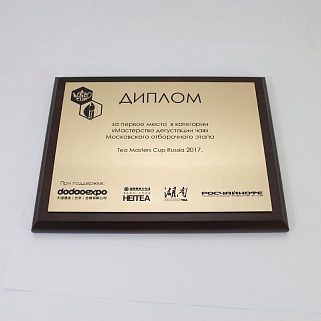 ДИПЛОМ
за первое место в категории
«Мастерство дегустации чая»
Московского отборочного этапа
Tea Masters Cup Russia 2017.
При поддержке:
dadaexpo
HEITEA
РОСЧАЙКОФЕ